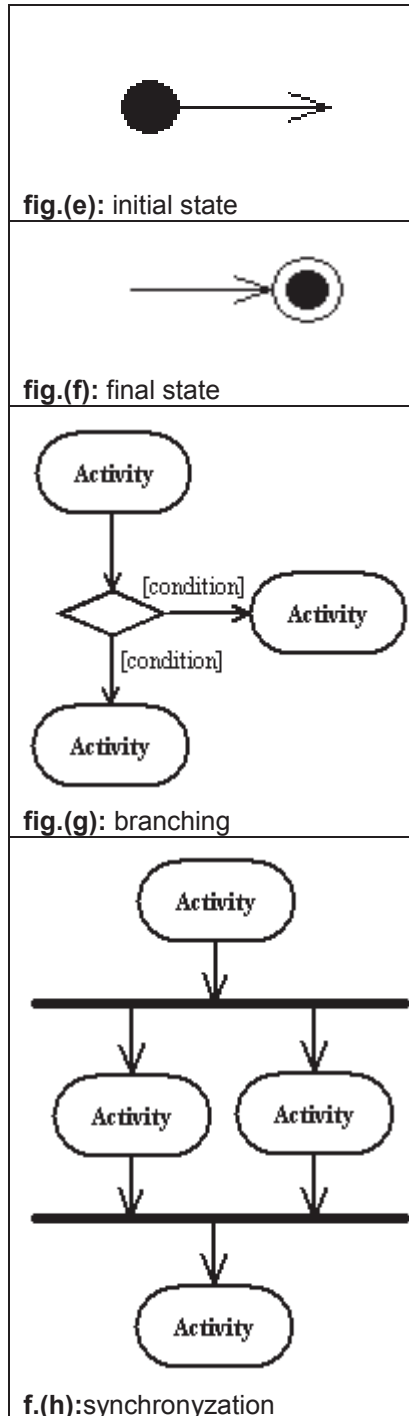 fig.(e): initial state
fig.(f): final state
Activity
[condition]
Activity
[condition]
Activity
fig.(g): branching
Activity
Activity Activity
Activity
f.(h):synchronyzation